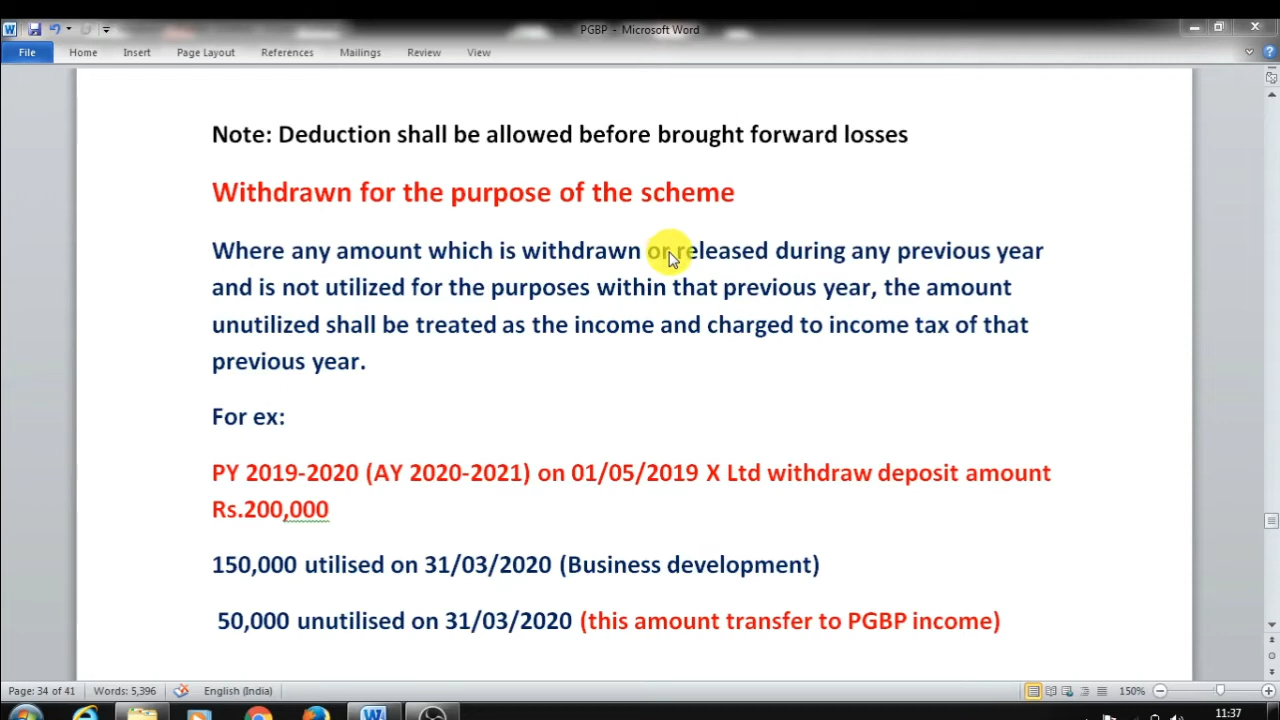 PGBP - Microsoft Word
File Home Insert Page Layout References Mailings Review View
Note: Deduction shall be allowed before brought forward losses
Withdrawn for the purpose of the scheme
Where any amount which is withdrawn or released during any previous year
and is not utilized for the purposes within that previous year, the amount
unutilized shall be treated as the income and charged to income tax of that
previous year.
For ex:
PY 2019-2020 (AY 2020-2021) on 01/05/2019 X Ltd withdraw deposit amount
Rs.200,000
150,000 utilised on 31/03/2020 (Business development)
50,000 unutilised on 31/03/2020 (this amount transfer to PGBP income)
Page: 34 of 41 Words: 5,396 English (India) 150%
11:37